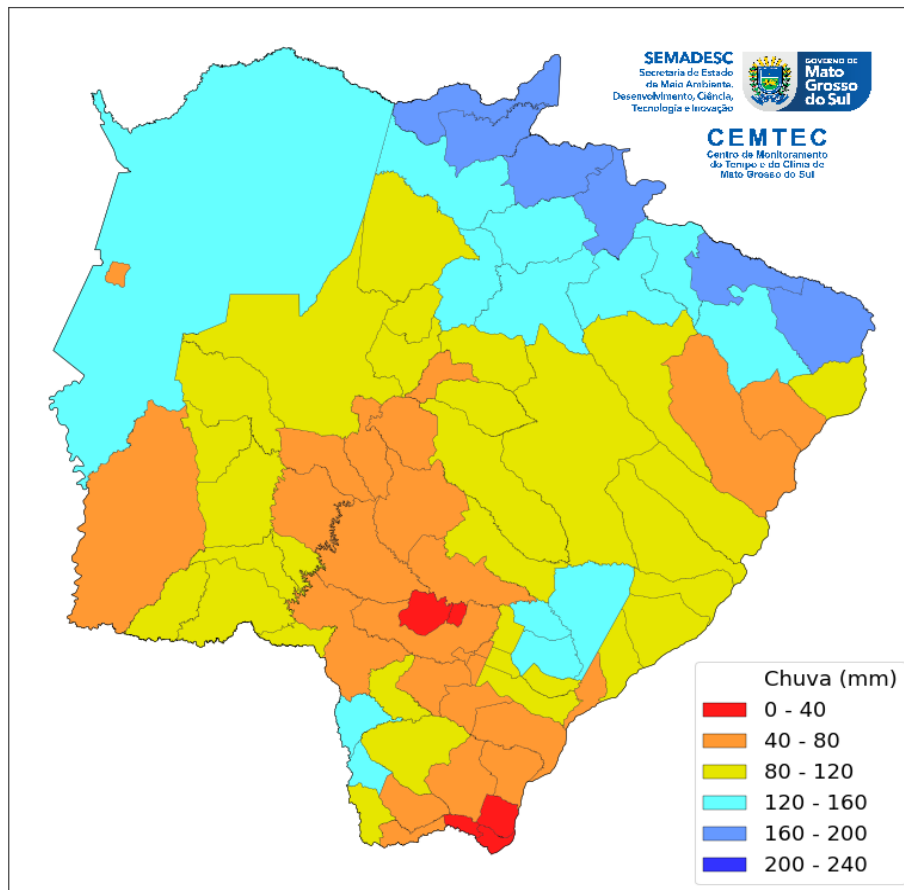 SEMADESC
Secretaria de Estado
de Meio Ambiente,
Desenvolvimento, Ciência,
Tecnologia e Inovação
GOVERNO DE
Mato
Grosso
do Sul
CEMTEC
Centro de Monitoramento
do Tempo e do Clima de
Mato Grosso do Sul
Chuva (mm)
0 - 40
40 - 80
80 - 120
120 - 160
160 - 200
200 - 240